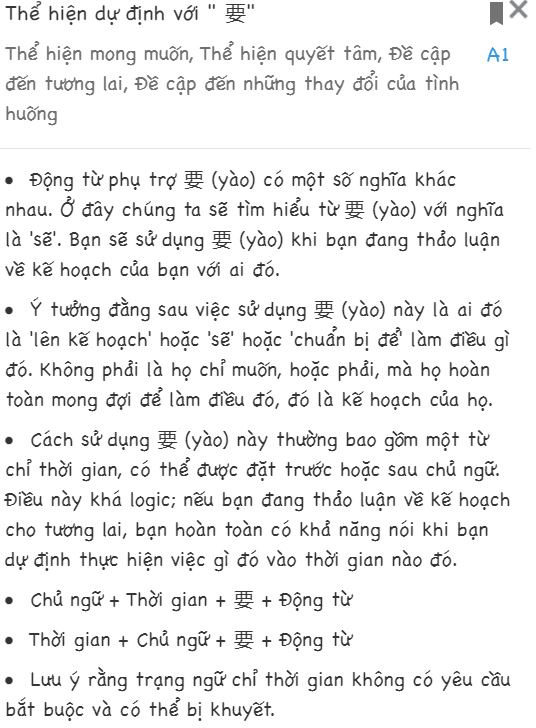 Thể hiện dự định với " 要"
Thể hiện mong muốn, Thể hiện quyết tâm, Đề cập A1
đến tương lai, Đề cập đến những thay đổi của tình
huống
• Động từ phụ trợ 要 (yào) có một số nghĩa khác
nhau. Ở đây chúng ta sẽ tìm hiểu từ 要 (yào) với nghĩa
là 'sẽ'. Bạn sẽ sử dụng 要 (yào) khi bạn đang thảo luận
về kế hoạch của bạn với ai đó.
• Ý tưởng đằng sau việc sử dụng 要 (yào) này là ai đó
là 'lên kế hoạch' hoặc 'sẽ' hoặc 'chuẩn bị để' làm điều gì
đó. Không phải là họ chỉ muốn, hoặc phải, mà họ hoàn
toàn mong đợi để làm điều đó, đó là kế hoạch của họ.
• Cách sử dụng 要 (yào) này thường bao gồm một từ
chỉ thời gian, có thể được đặt trước hoặc sau chủ ngữ.
Điều này khá logic; nếu bạn đang thảo luận về kế hoạch
cho tương lai, bạn hoàn toàn có khả năng nói khi bạn
dự định thực hiện việc gì đó vào thời gian nào đó.
• Chủ ngữ + Thời gian + 要 + Động từ
• Thời gian + Chủ ngữ + 要 + Động từ
• Lưu ý rằng trạng ngữ chỉ thời gian không có yêu cầu
bắt buộc và có thể bị khuyết.